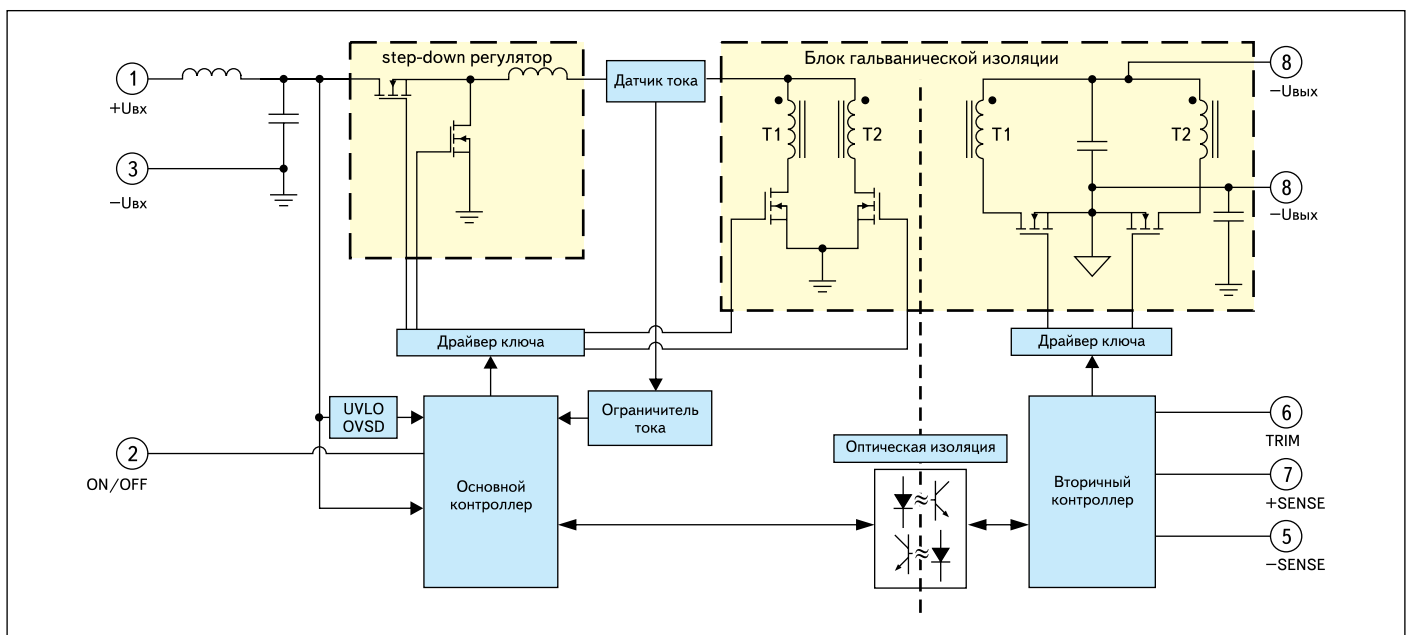 step-down регулятор
Блок гальванической изоляции
1
+Uвх
Датчик тока
8
−Uвых
T1
T2
T1
T2
3
−Uвх
8
−Uвых
Драйвер ключа
Драйвер ключа
UVLO
OVSD
Ограничитель
тока
2
ON/OFF
Основной
контроллер
Оптическая изоляция
Вторичный
контроллер
6
TRIM
7
+SENSE
5
−SENSE